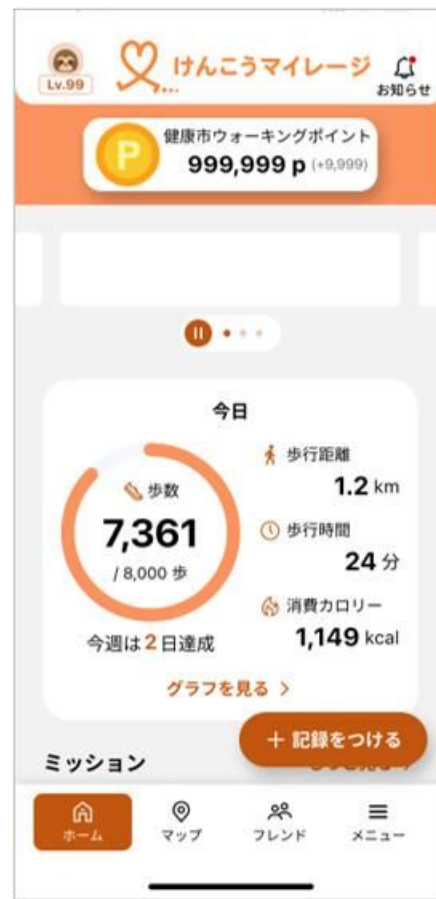 Lv.99
けんこうマイレージ
お知らせ
P
健康市ウォーキングポイント
999,999 p (+9,999)
今日
歩数
7,361
/ 8,000 歩
今週は2日達成
歩行距離
1.2 km
歩行時間
24 分
消費カロリー
1,149 kcal
グラフを見る >
+ 記録をつける
ミッション
ホーム
マップ
フレンド
メニュー